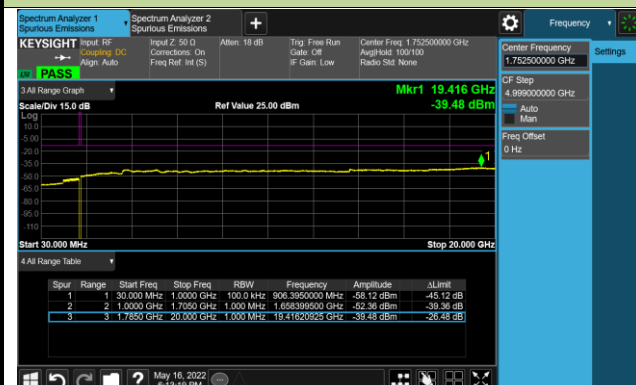 Spectrum Analyzer 1
Spurious Emissions
Spectrum Analyzer 2
Spurious Emissions
+
Frequency
KEYSIGHT
Input: RF
Coupling: DC
Align: Auto
Input Z: 50 Ω
Corrections: On
Freq Ref: Int (S)
Atten: 18 dB
Trig: Free Run
Gate: Off
IF Gain: Low
Center Freq: 1.752500000 GHz
Avg|Hold: 100/100
Radio Std: None
PASS
Center Frequency
1.752500000 GHz
Settings
CF Step
4.999000000 GHz
Auto
Man
Freq Offset
0 Hz
3 All Range Graph
Mkr1 19.416 GHz
Scale/Div 15.0 dB
Ref Value 25.00 dBm
-39.48 dBm
Log
10.0
-5.00
-20.0
-35.0
-50.0
-65.0
-80.0
-95.0
-110
1
Start 30.000 MHz
Stop 20.000 GHz
4 All Range Table
Spur Range Start Freq Stop Freq RBW Frequency Amplitude ΔLimit
1 1 30.000 MHz 1.0000 GHz 100.0 kHz 906.3950000 MHz -58.12 dBm -45.12 dB
2 2 1.0000 GHz 1.7050 GHz 1.000 MHz 1.658399500 GHz -52.36 dBm -39.36 dB
3 3 1.7850 GHz 20.000 GHz 1.000 MHz 19.41620925 GHz -39.48 dBm -26.48 dB
?
May 16, 2022